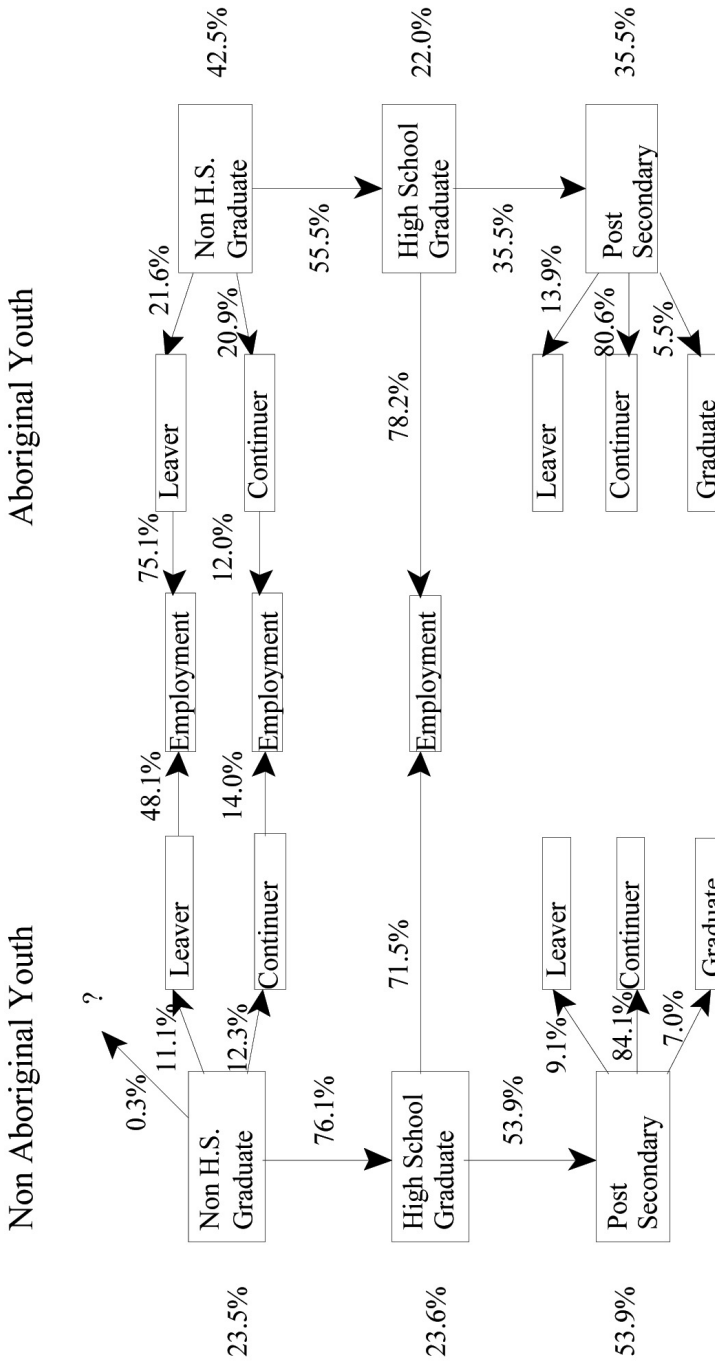 Non Aboriginal Youth
Aboriginal Youth
?
0.3%
23.5%
Non H.S.
Graduate
11.1%
12.3%
Leaver
Continuer
48.1%
14.0%
Employment
Employment
75.1%
12.0%
Leaver
Continuer
21.6%
20.9%
Non H.S.
Graduate
42.5%
76.1%
55.5%
23.6%
High School
Graduate
71.5%
Employment
78.2%
High School
Graduate
22.0%
53.9%
35.5%
53.9%
Post
Secondary
9.1%
84.1%
7.0%
Leaver
Continuer
Graduate
Leaver
Continuer
Graduate
13.9%
80.6%
5.5%
Post
Secondary
35.5%